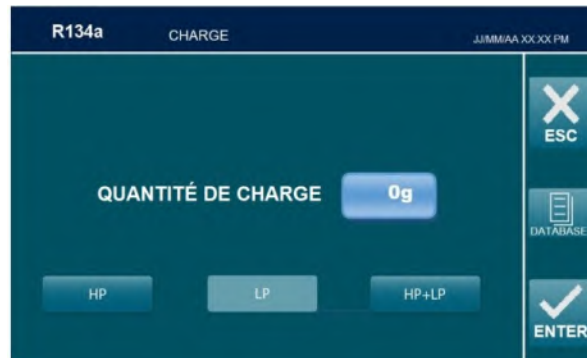 R134a CHARGE JJ/MM/AA XX:XX PM
ESC
QUANTITÉ DE CHARGE 0g
DATABASE
HP LP HP+LP
ENTER